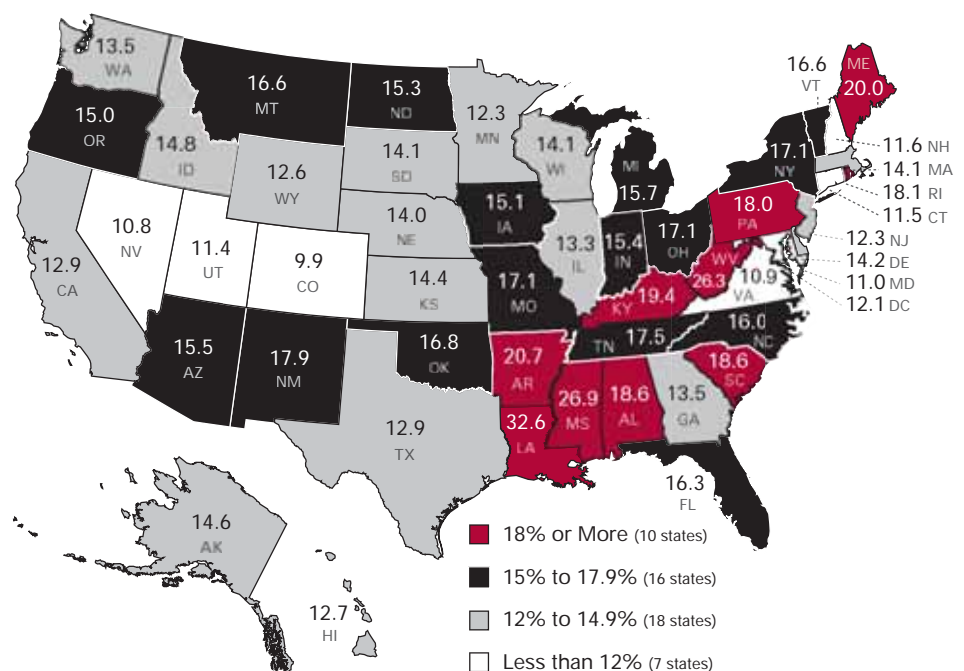 13.5
WA
15.0
OR
14.8
ID
16.6
MT
15.3
ND
12.3
MN
14.1
WI
MI
15.7
16.6
VT
ME
20.0
17.1
NY
11.6 NH
14.1 MA
18.1 RI
11.5 CT
12.3 NJ
14.2 DE
11.0 MD
12.1 DC
12.6
WY
14.1
SD
14.0
NE
15.1
IA
13.3
IL
15.4
IN
17.1
OH
18.0
PA
WV
26.3
10.9
VA
12.9
CA
10.8
NV
11.4
UT
9.9
CO
14.4
KS
17.1
MO
KY 19.4
TN 17.5
16.0
NC
15.5
AZ
17.9
NM
16.8
OK
20.7
AR
18.6
SC
12.9
TX
32.6
LA
26.9
MS
18.6
AL
13.5
GA
16.3
FL
14.6
AK
12.7
HI
18% or More (10 states)
15% to 17.9% (16 states)
12% to 14.9% (18 states)
Less than 12% (7 states)